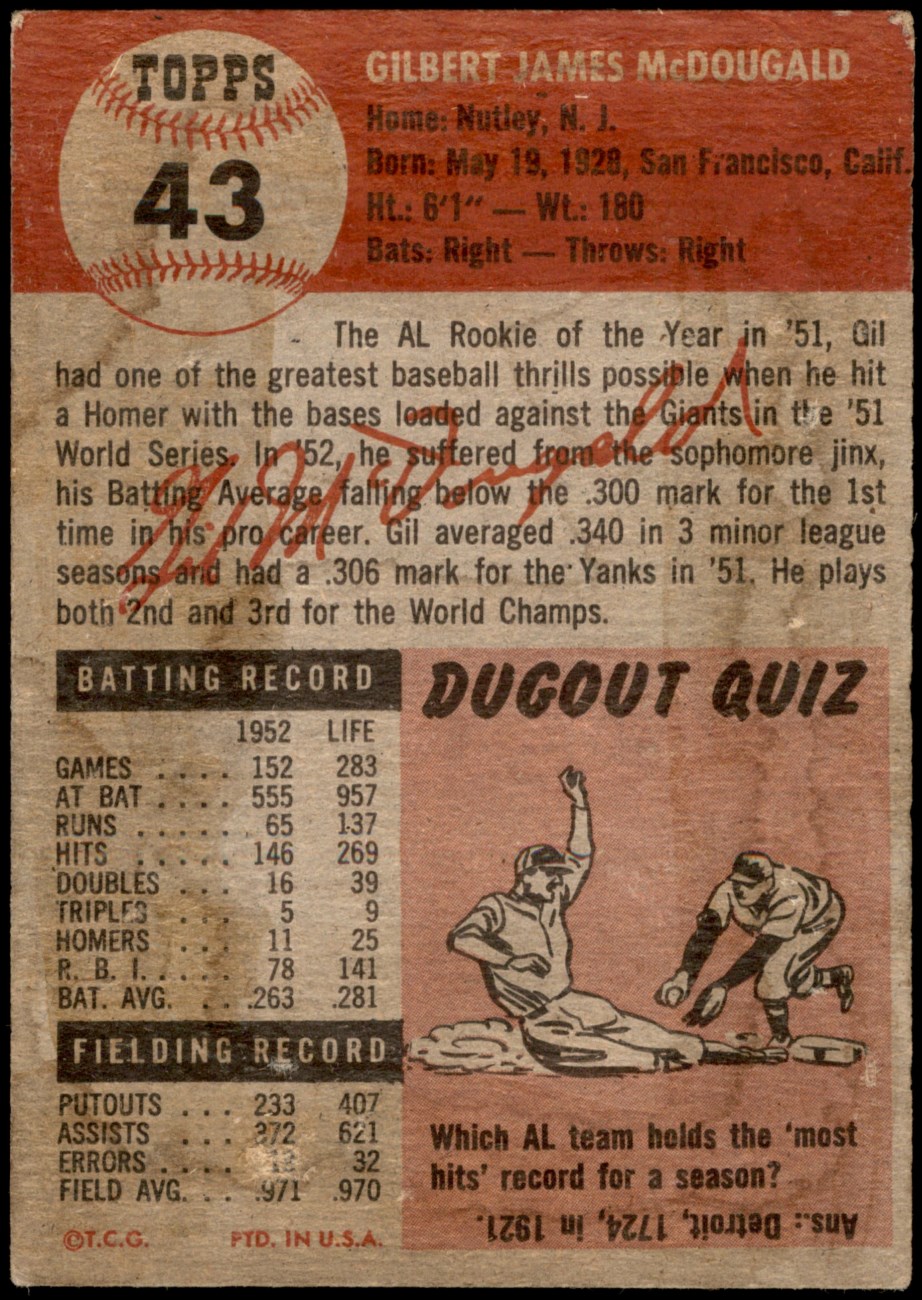 TOPPS
43
GILBERT JAMES McDOUGALD
Home: Nutley, N. J.
Born: May 19, 1928, San Francisco, Calif.
Ht.: 6'1" — Wt.: 180
Bats: Right — Throws: Right
The AL Rookie of the Year in '51, Gil
had one of the greatest baseball thrills possible when he hit
a Homer with the bases loaded against the Giants in the '51
World Series. In '52, he suffered from the sophomore jinx,
his Batting Average falling below the .300 mark for the 1st
time in his pro career. Gil averaged .340 in 3 minor league
seasons and had a .306 mark for the Yanks in '51. He plays
both 2nd and 3rd for the World Champs.
Gil McDougald
BATTING RECORD
1952 LIFE
GAMES .... 152 283
AT BAT .... 555 957
RUNS ...... 65 137
HITS ..... 146 269
DOUBLES ... 16 39
TRIPLES ... 5 9
HOMERS ... 11 25
R. B. I. .... 78 141
BAT. AVG. .. .263 .281
FIELDING RECORD
PUTOUTS ... 233 407
ASSISTS ... 372 621
ERRORS .... 18 32
FIELD AVG. .. .971 .970
©T.C.G. PTD. IN U.S.A.
DUGOUT QUIZ
Which AL team holds the 'most
hits' record for a season?
Ans.: Detroit, 1724, in 1921.